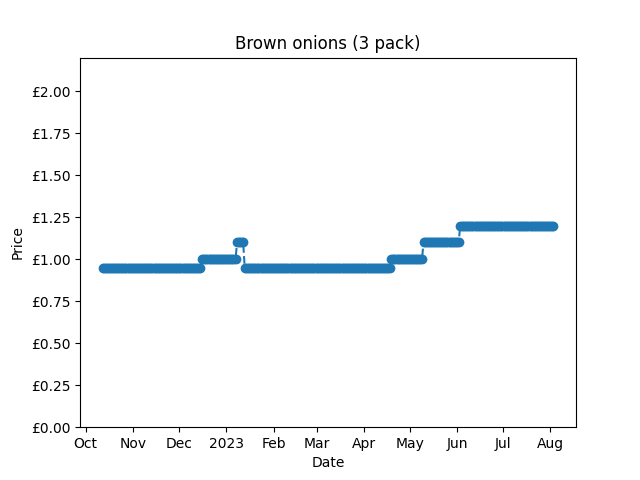 Brown onions (3 pack)
£2.00
£1.75
£1.50
£1.25
£1.00
£0.75
£0.50
£0.25
£0.00
Price
Oct Nov Dec 2023 Feb Mar Apr May Jun Jul Aug
Date